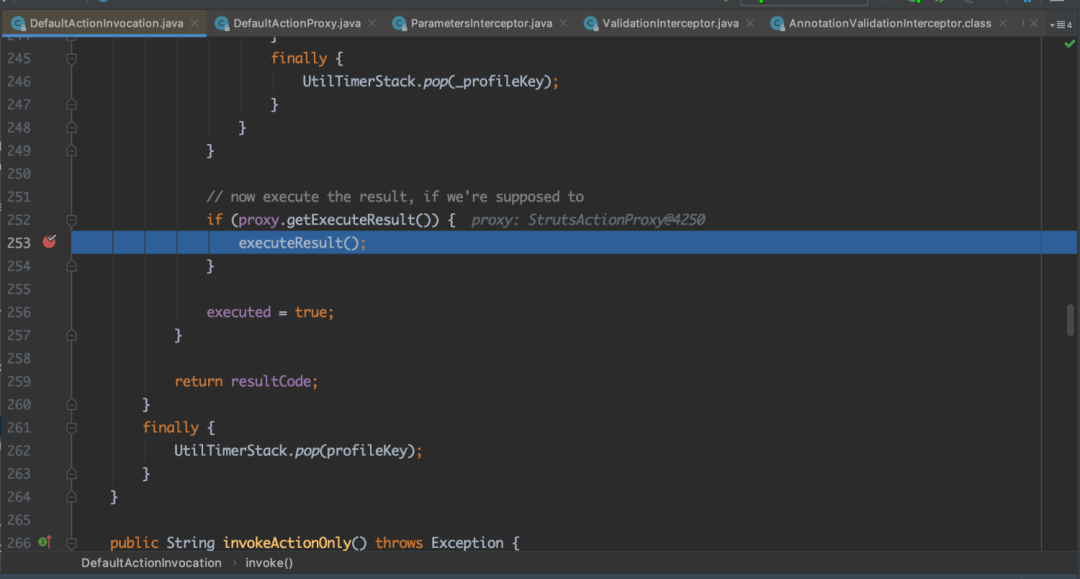 DefaultActionInvocation.java DefaultActionProxy.java ParametersInterceptor.java ValidationInterceptor.java AnnotationValidationInterceptor.class 4
245 finally {
246 UtilTimerStack.pop(_profileKey);
247 }
248 }
249 }
250
251 // now execute the result, if we're supposed to
252 if (proxy.getExecuteResult()) { proxy: StrutsActionProxy@4250
253 executeResult();
254 }
255
256 executed = true;
257 }
258
259 return resultCode;
260 }
261 finally {
262 UtilTimerStack.pop(profileKey);
263 }
264 }
265
266 public String invokeActionOnly() throws Exception {
DefaultActionInvocation › invoke()